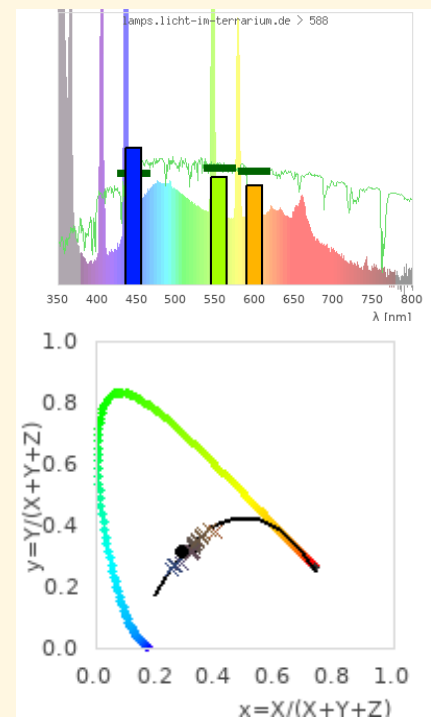 lamps.licht-im-terrarium.de > 588
350 400 450 500 550 600 650 700 750 800
λ [nm]
1.0
0.8
0.6
0.4
0.2
0.0
y=Y/(X+Y+Z)
0.0 0.2 0.4 0.6 0.8 1.0
x=X/(X+Y+Z)